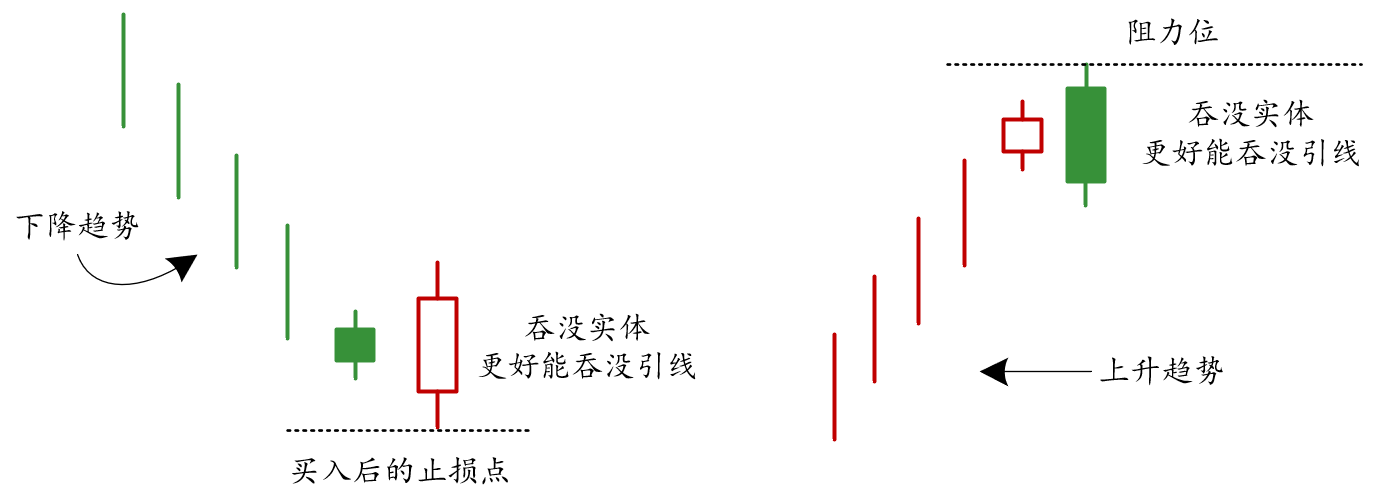 下降趋势
吞没实体
更好能吞没引线
买入后的止损点
阻力位
吞没实体
更好能吞没引线
上升趋势